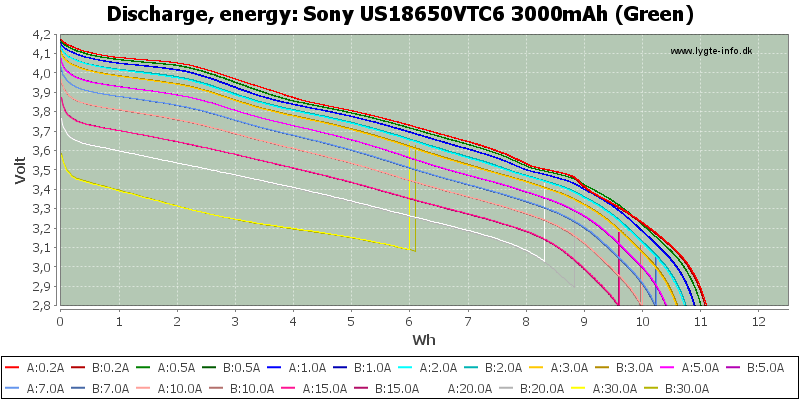 Discharge, energy: Sony US18650VTC6 3000mAh (Green)
www.lygte-info.dk
Volt
4,2
4,1
4,0
3,9
3,8
3,7
3,6
3,5
3,4
3,3
3,2
3,1
3,0
2,9
2,8
0 1 2 3 4 5 6 7 8 9 10 11 12
Wh
A:0.2A B:0.2A A:0.5A B:0.5A A:1.0A B:1.0A A:2.0A B:2.0A A:3.0A B:3.0A A:5.0A B:5.0A
A:7.0A B:7.0A A:10.0A B:10.0A A:15.0A B:15.0A A:20.0A B:20.0A A:30.0A B:30.0A